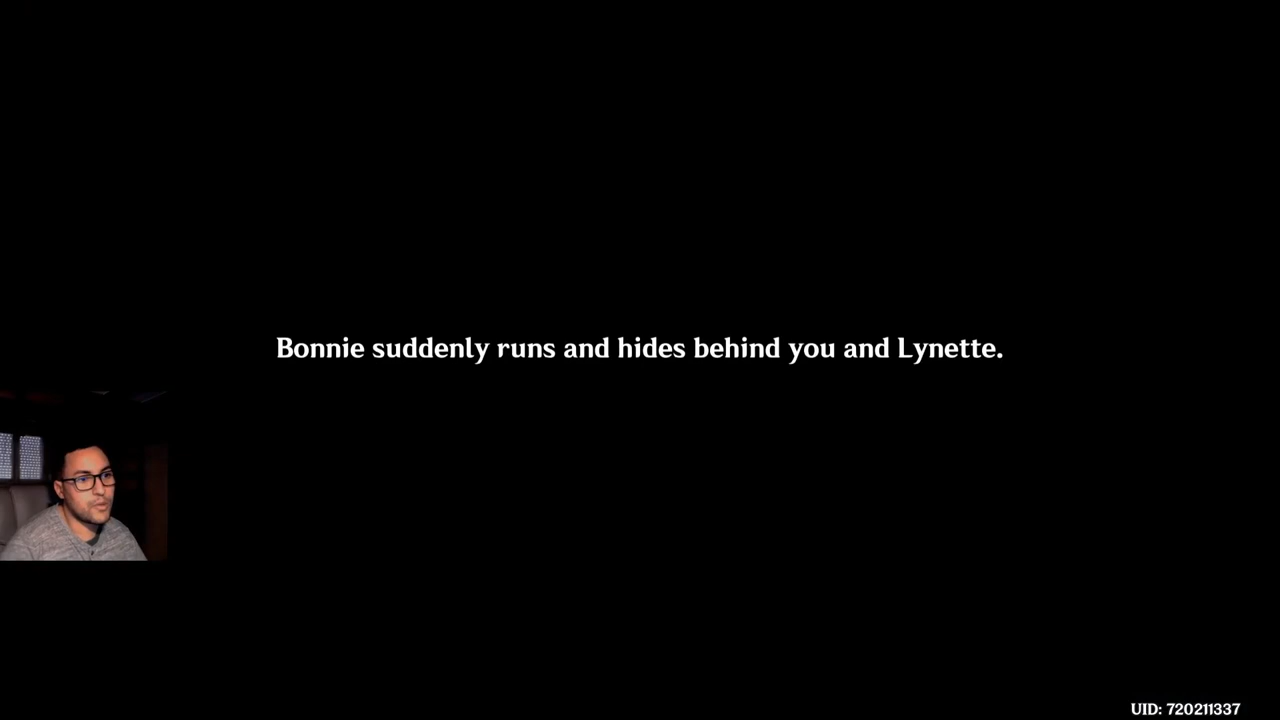 Bonnie suddenly runs and hides behind you and Lynette.
UID: 720211337